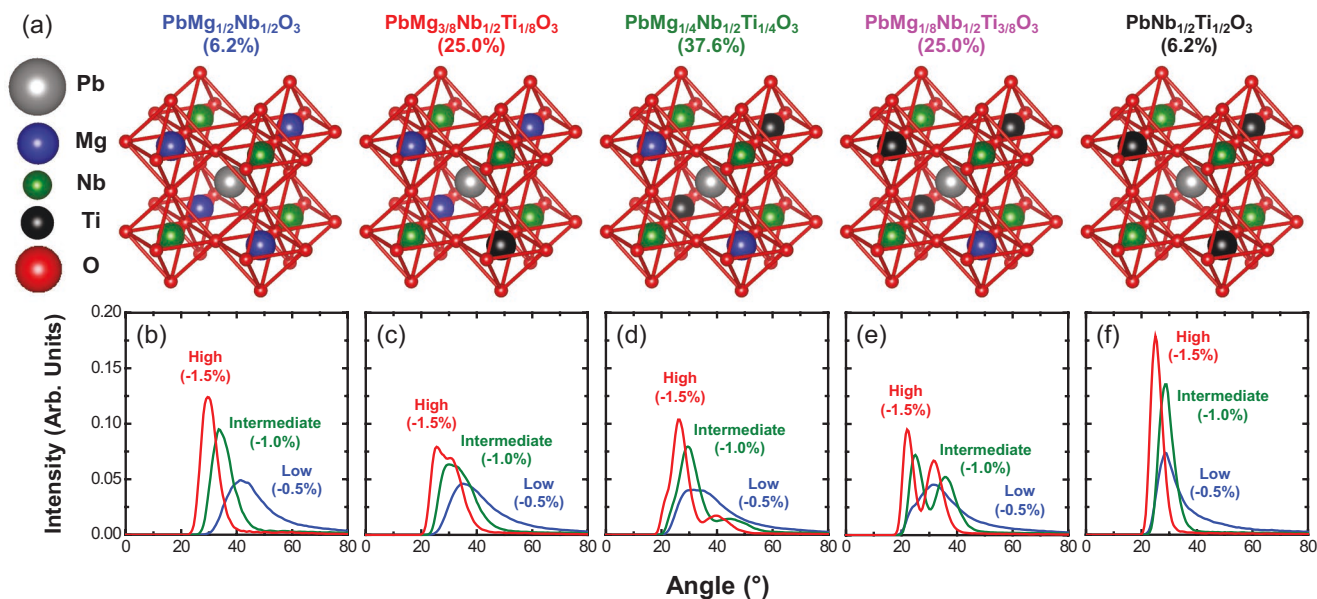 (a)
PbMg1/2Nb1/2O3
(6.2%)
PbMg3/8Nb1/2Ti1/8O3
(25.0%)
PbMg1/4Nb1/2Ti1/4O3
(37.6%)
PbMg1/8Nb1/2Ti3/8O3
(25.0%)
PbNb1/2Ti1/2O3
(6.2%)
Pb
Mg
Nb
Ti
O
Intensity (Arb. Units)
0.20
0.15
0.10
0.05
0.00
(b)
High
(-1.5%)
Intermediate
(-1.0%)
Low
(-0.5%)
0 20 40 60 80
(c)
High
(-1.5%)
Intermediate
(-1.0%)
Low
(-0.5%)
0 20 40 60 80
(d)
High
(-1.5%)
Intermediate
(-1.0%)
Low
(-0.5%)
0 20 40 60 80
(e)
High
(-1.5%)
Intermediate
(-1.0%)
Low
(-0.5%)
0 20 40 60 80
(f)
High
(-1.5%)
Intermediate
(-1.0%)
Low
(-0.5%)
0 20 40 60 80
Angle (°)